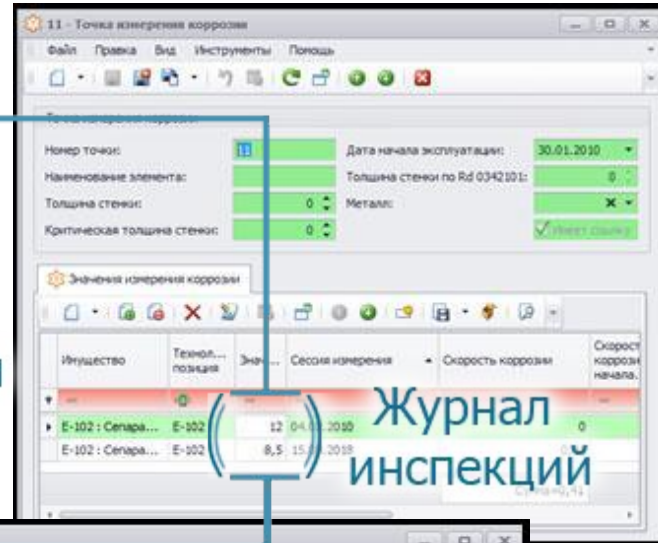 11 - Точка измерения коррозии
Файл Правка Вид Инструменты Помощь
Точка измерения коррозии
Номер точки: 11 Дата начала эксплуатации: 30.01.2010
Наименование элемента: Толщина стенки по Rd 0342101: 0
Толщина стенки: 0 Металл:
Критическая толщина стенки: 0 Имеет ссылку
Значения измерения коррозии
Имущество Технол... позиция Знач... Сессия измерения Скорость коррозии Скорост коррози начала.
E-102 : Сепара... E-102 12 2010 0
E-102 : Сепара... E-102 8,5
Журнал
инспекций